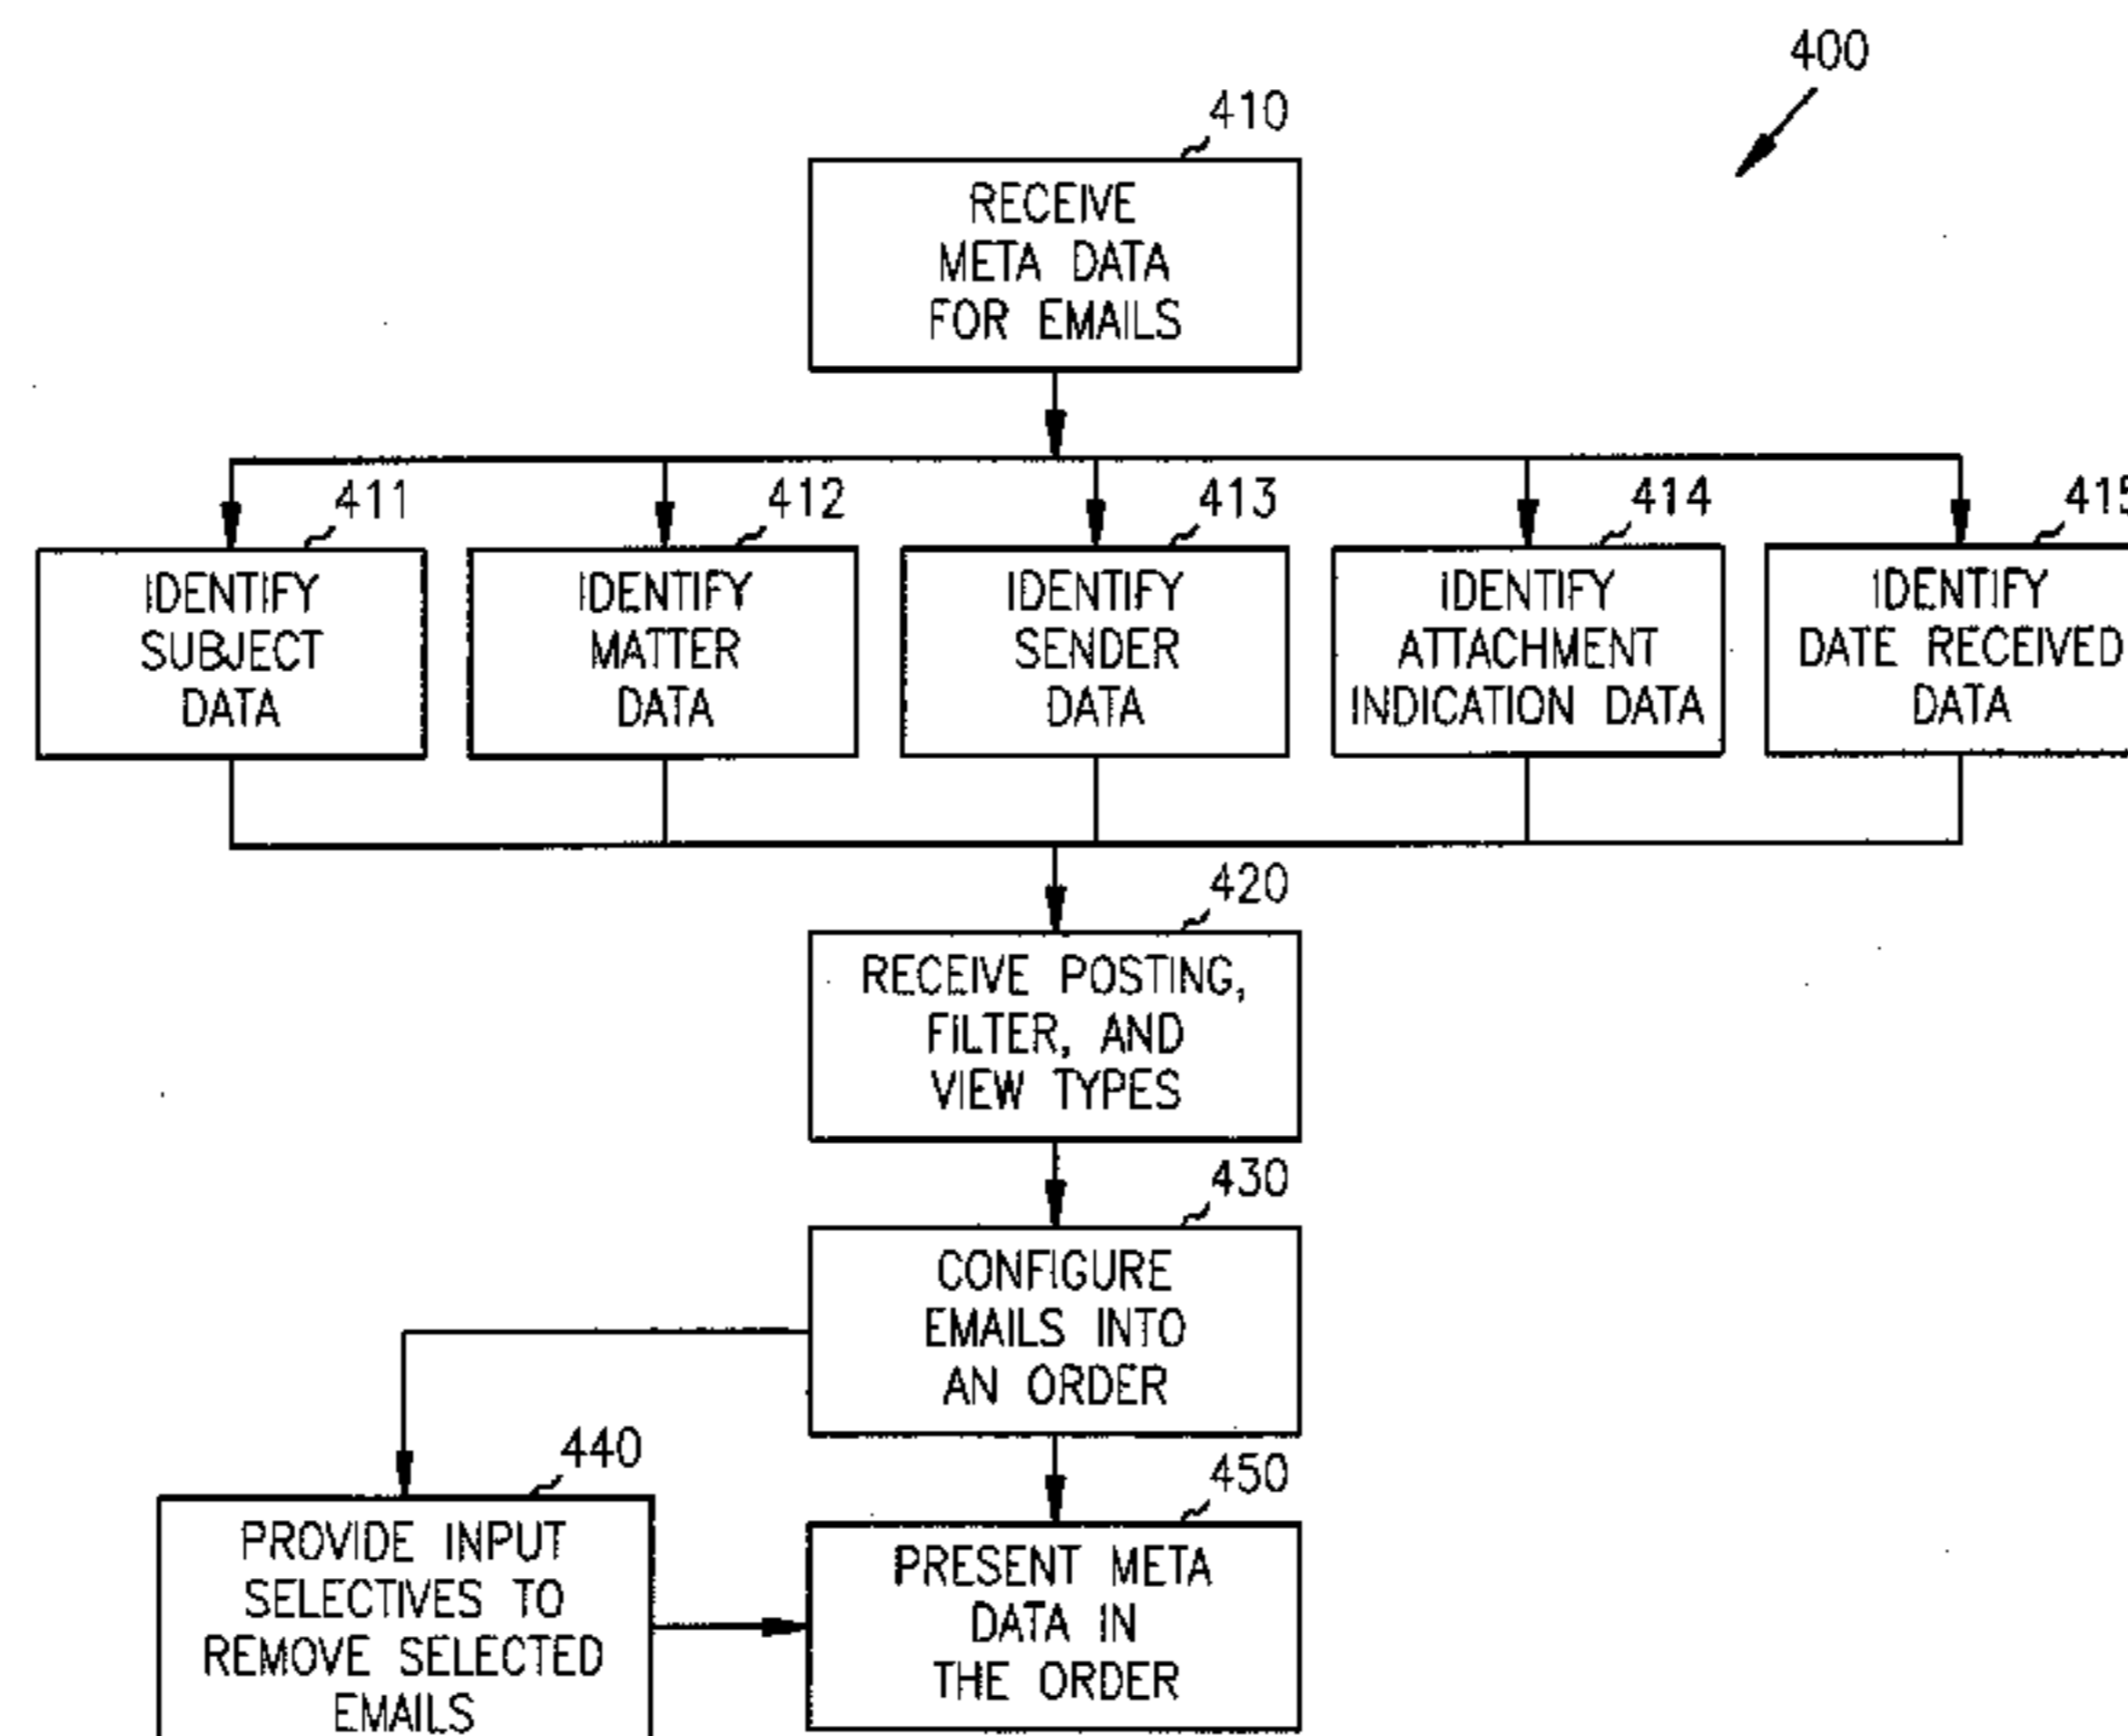 400
410
RECEIVE
META DATA
FOR EMAILS
411
IDENTIFY
SUBJECT
DATA
412
IDENTIFY
MATTER
DATA
413
IDENTIFY
SENDER
DATA
414
IDENTIFY
ATTACHMENT
INDICATION DATA
415
IDENTIFY
DATE RECEIVED
DATA
420
RECEIVE POSTING,
FILTER, AND
VIEW TYPES
430
CONFIGURE
EMAILS INTO
AN ORDER
440
PROVIDE INPUT
SELECTIVES TO
REMOVE SELECTED
EMAILS
450
PRESENT META
DATA IN
THE ORDER